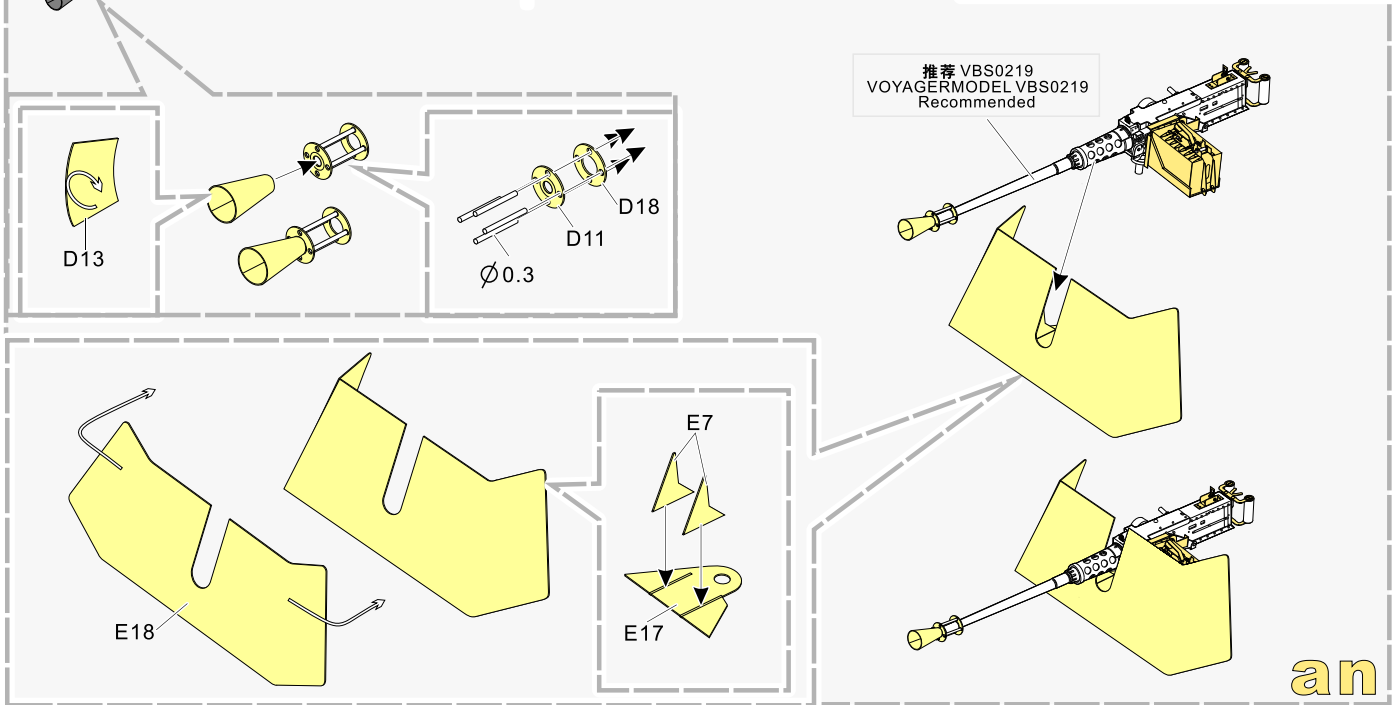 推荐 VBS0219
VOYAGERMODEL VBS0219
Recommended
D13
D18
D11
∅0.3
E7
E18
E17
an